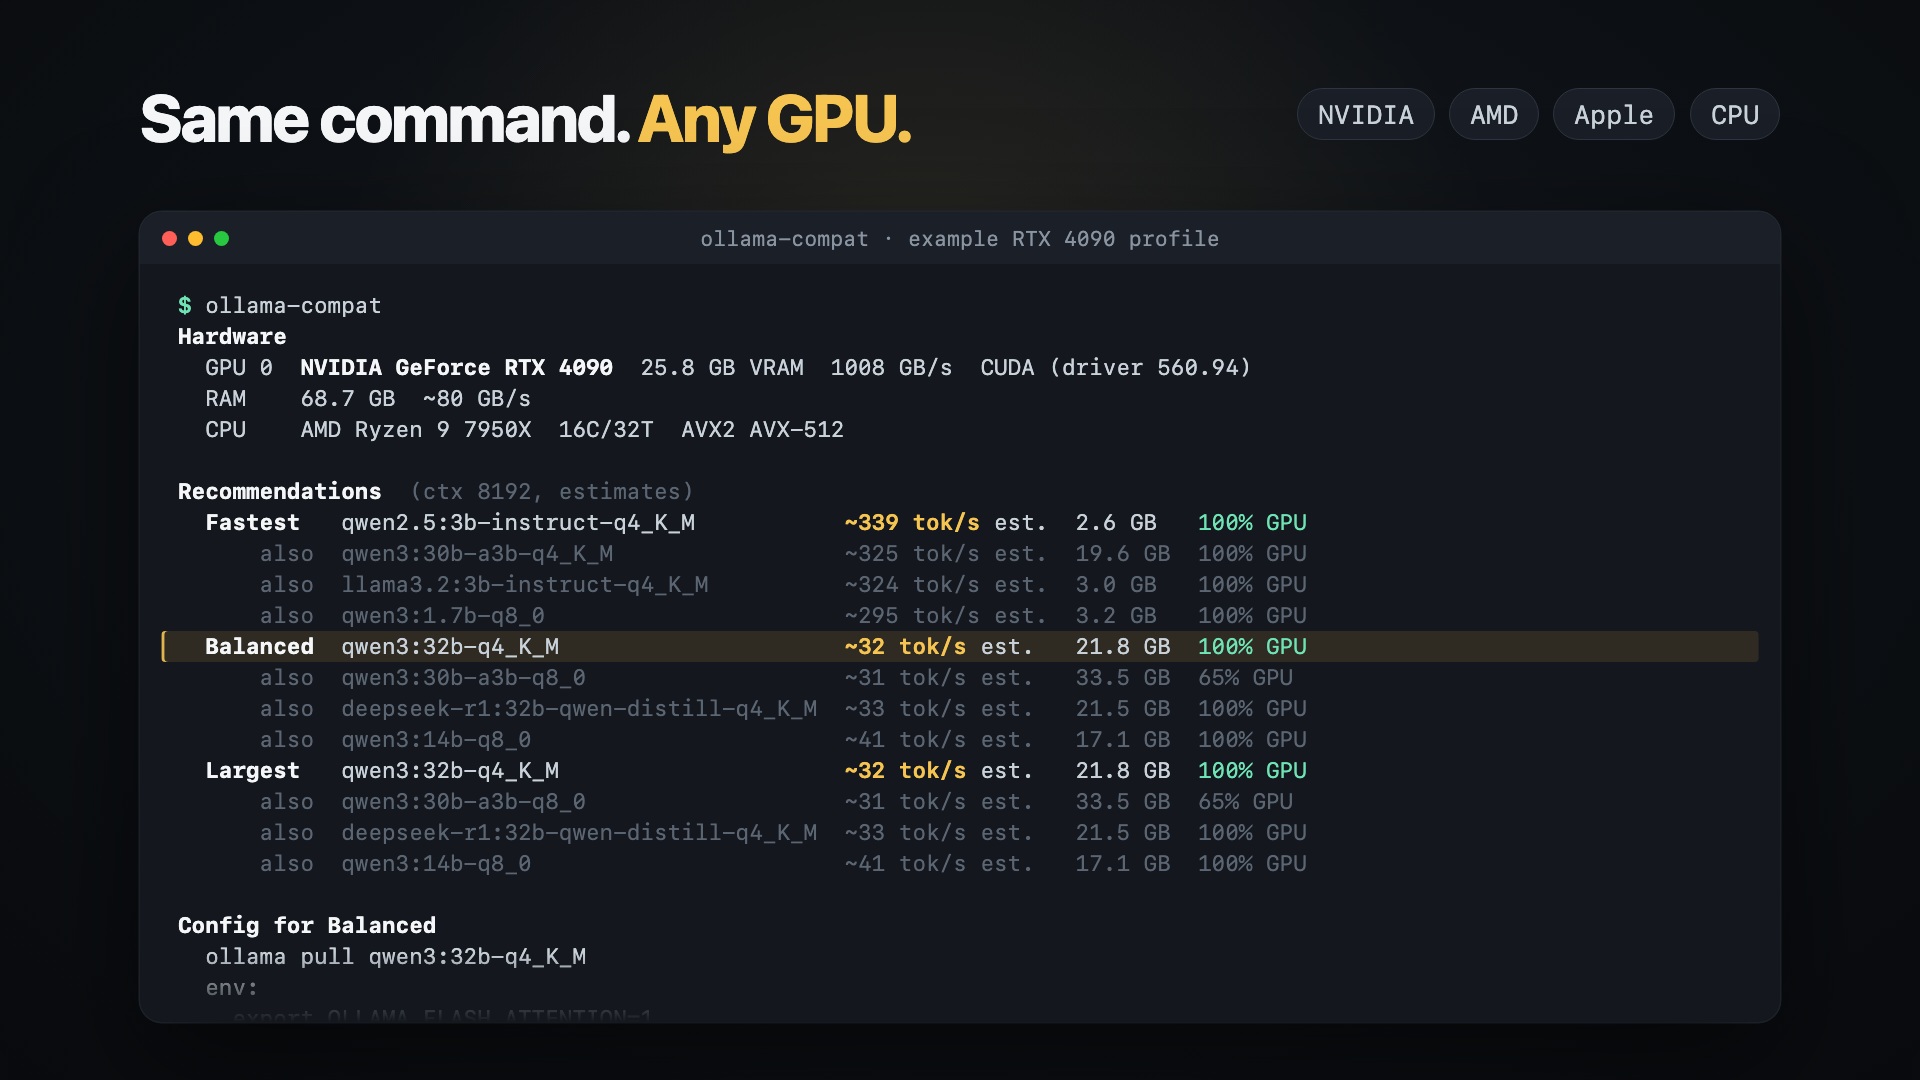 Same command. Any GPU.
NVIDIA AMD Apple CPU
ollama-compat · example RTX 4090 profile
$ ollama-compat
Hardware
GPU 0 NVIDIA GeForce RTX 4090 25.8 GB VRAM 1008 GB/s CUDA (driver 560.94)
RAM 68.7 GB ~80 GB/s
CPU AMD Ryzen 9 7950X 16C/32T AVX2 AVX-512
Recommendations (ctx 8192, estimates)
Fastest qwen2.5:3b-instruct-q4_K_M ~339 tok/s est. 2.6 GB 100% GPU
also qwen3:30b-a3b-q4_K_M ~325 tok/s est. 19.6 GB 100% GPU
also llama3.2:3b-instruct-q4_K_M ~324 tok/s est. 3.0 GB 100% GPU
also qwen3:1.7b-q8_0 ~295 tok/s est. 3.2 GB 100% GPU
Balanced qwen3:32b-q4_K_M ~32 tok/s est. 21.8 GB 100% GPU
also qwen3:30b-a3b-q8_0 ~31 tok/s est. 33.5 GB 65% GPU
also deepseek-r1:32b-qwen-distill-q4_K_M ~33 tok/s est. 21.5 GB 100% GPU
also qwen3:14b-q8_0 ~41 tok/s est. 17.1 GB 100% GPU
Largest qwen3:32b-q4_K_M ~32 tok/s est. 21.8 GB 100% GPU
also qwen3:30b-a3b-q8_0 ~31 tok/s est. 33.5 GB 65% GPU
also deepseek-r1:32b-qwen-distill-q4_K_M ~33 tok/s est. 21.5 GB 100% GPU
also qwen3:14b-q8_0 ~41 tok/s est. 17.1 GB 100% GPU
Config for Balanced
ollama pull qwen3:32b-q4_K_M
env:
export OLLAMA_FLASH_ATTENTION=1